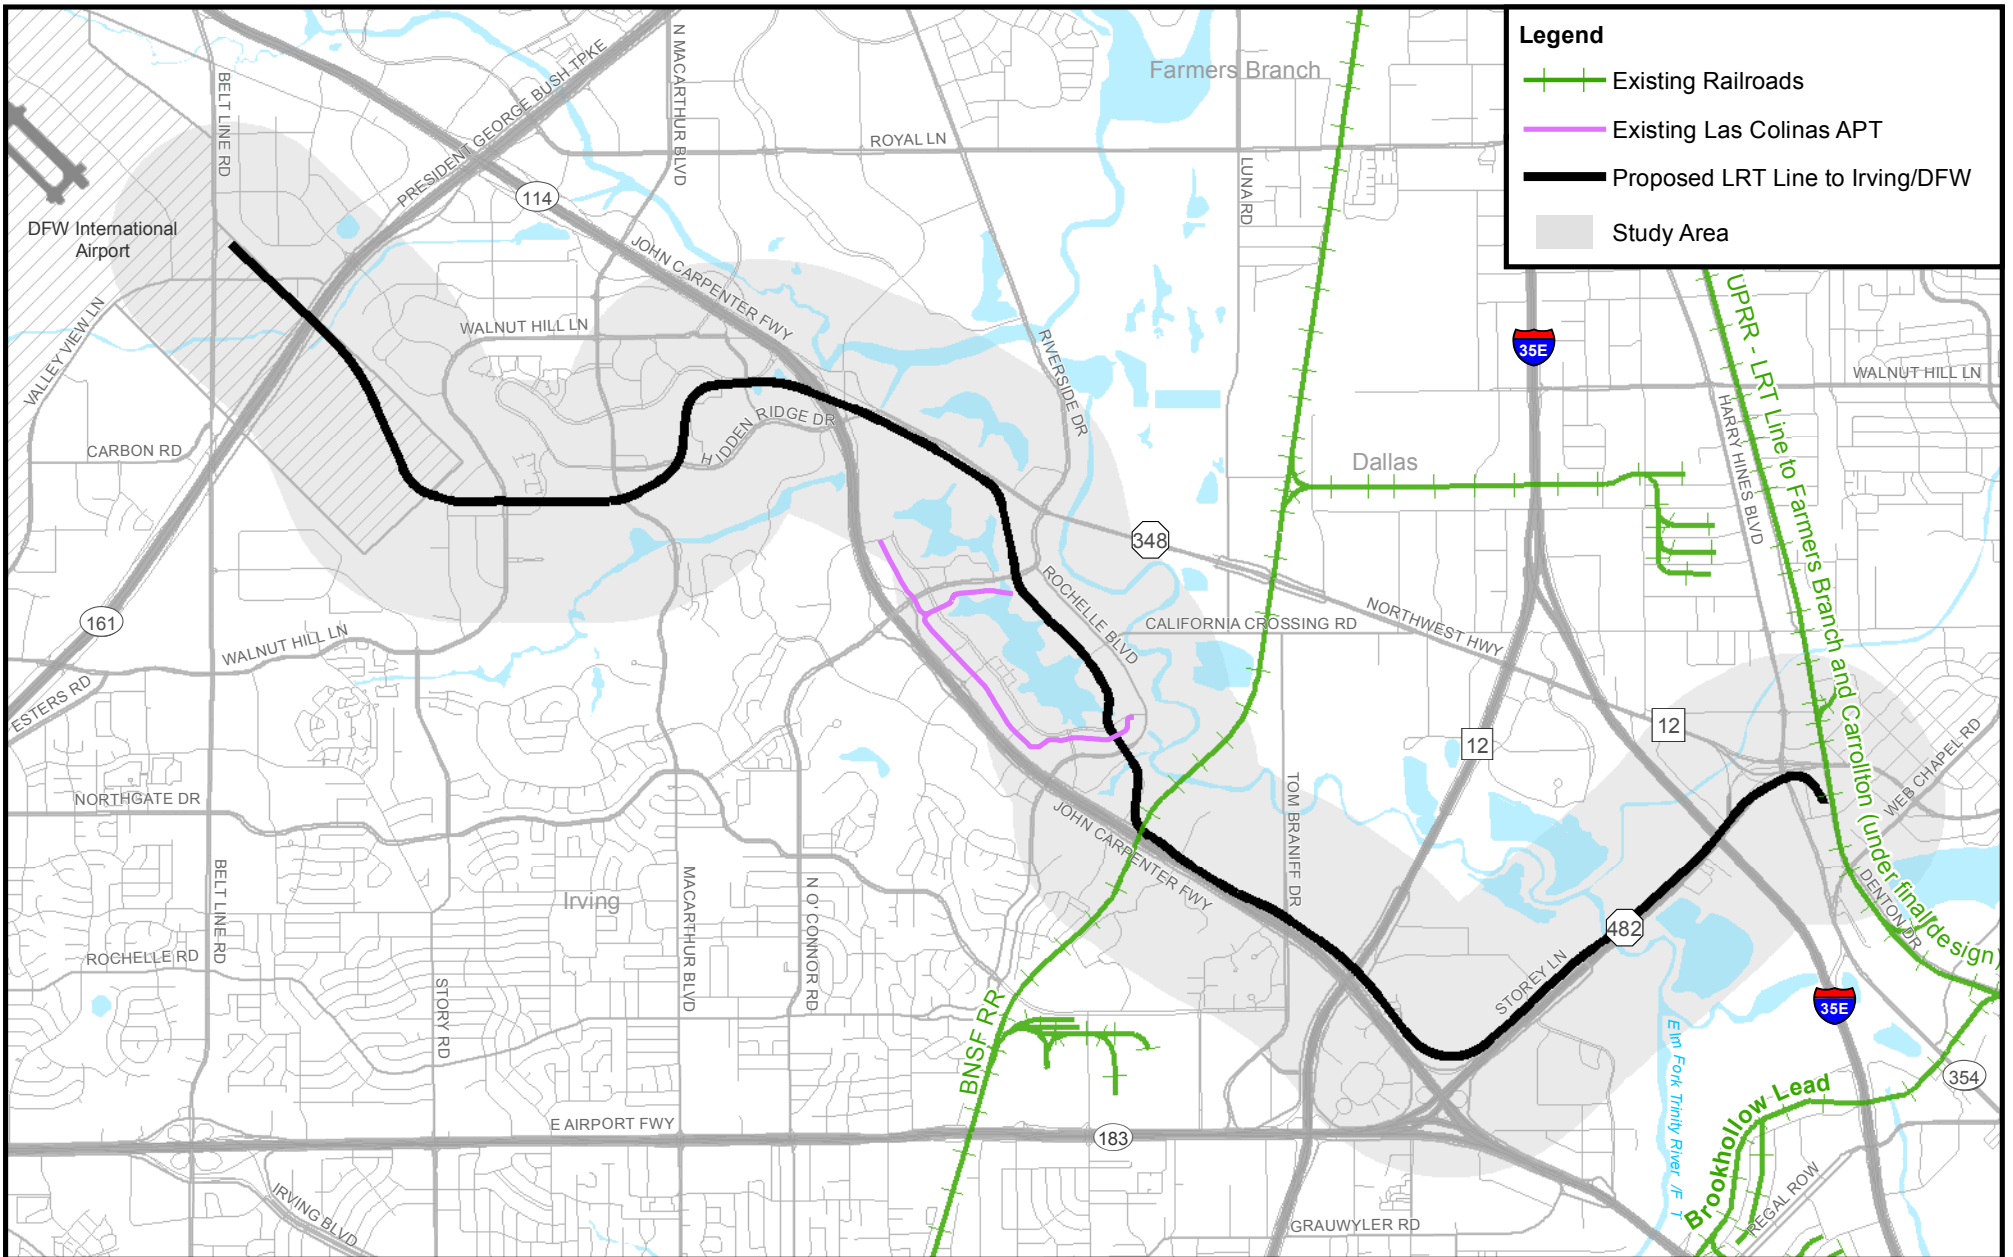 Legend
Existing Railroads
Existing Las Colinas APT
Proposed LRT Line to Irving/DFW
Study Area
Farmers Branch
N MACARTHUR BLVD
BELT LINE RD
PRESIDENT GEORGE BUSH TPKE
ROYAL LN
LUNA RD
114
DFW International
Airport
JOHN CARPENTER FWY
VALLEY VIEW LN
WALNUT HILL LN
RIVERSIDE DR
35E
UPRR - LRT Line to Farmers Branch and Carrollton (under final design)
WALNUT HILL LN
HARRY HINES BLVD
HIDDEN RIDGE DR
CARBON RD
Dallas
348
ROCHELLE BLVD
NORTHWEST HWY
CALIFORNIA CROSSING RD
161
WALNUT HILL LN
ESTERS RD
12
12
WEB CHAPEL RD
NORTHGATE DR
TOM BRANIFF DR
JOHN CARPENTER FWY
BELT LINE RD
MACARTHUR BLVD
N O' CONNOR RD
Irving
DENTON DR
482
ROCHELLE RD
STORY RD
STOREY LN
35E
BNSF RR
Elm Fork Trinity River /F T
354
Brookhollow Lead
E AIRPORT FWY
183
IRVING BLVD
GRAUWYLER RD
REGAL ROW